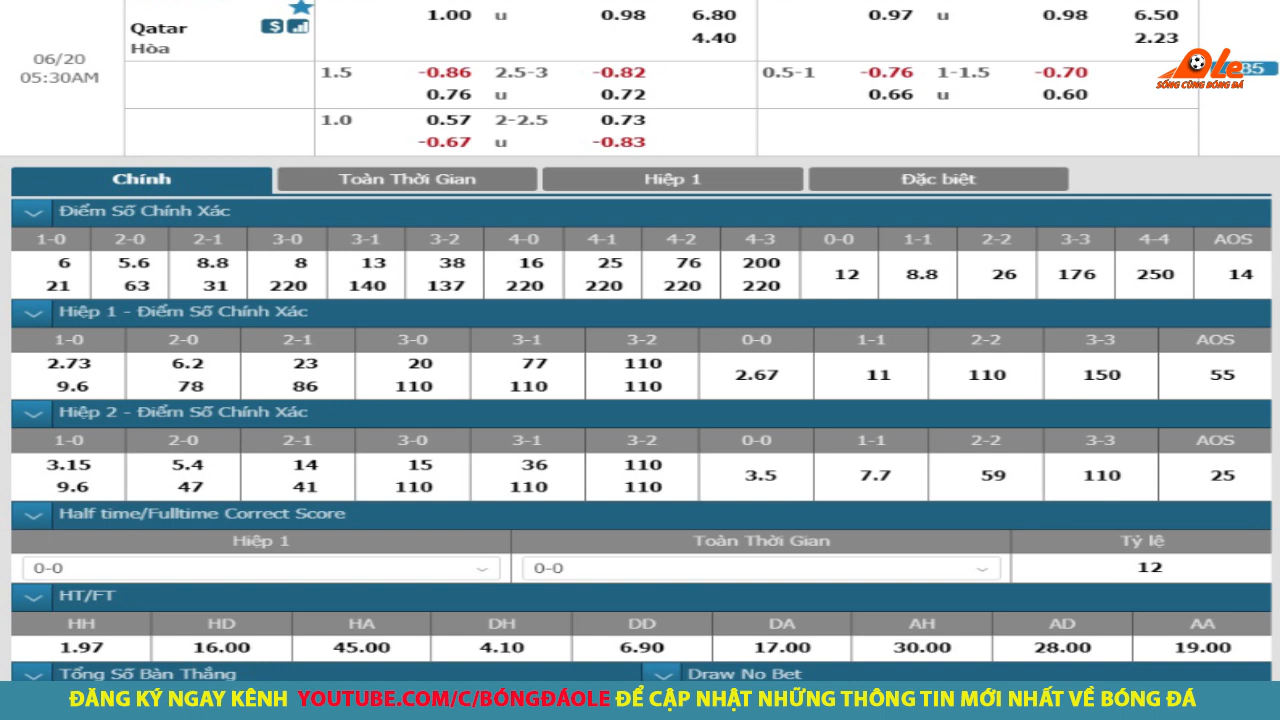 1.00 u 0.98 6.80 0.97 u 0.98 6.50
Qatar $
4.40 2.23
Hòa
06/20
05:30AM
1.5 -0.86 2.5-3 -0.82 0.5-1 -0.76 1-1.5 -0.70
0.76 u 0.72 0.66 u 0.60
Ole 85
SỐNG CÙNG BÓNG ĐÁ
1.0 0.57 2-2.5 0.73
-0.67 u -0.83
Chính Toàn Thời Gian Hiệp 1 Đặc biệt
Điểm Số Chính Xác
1-0 2-0 2-1 3-0 3-1 3-2 4-0 4-1 4-2 4-3 0-0 1-1 2-2 3-3 4-4 AOS
6 5.6 8.8 8 13 38 16 25 76 200
12 8.8 26 176 250 14
21 63 31 220 140 137 220 220 220 220
Hiệp 1 - Điểm Số Chính Xác
1-0 2-0 2-1 3-0 3-1 3-2 0-0 1-1 2-2 3-3 AOS
2.73 6.2 23 20 77 110
2.67 11 110 150 55
9.6 78 86 110 110 110
Hiệp 2 - Điểm Số Chính Xác
1-0 2-0 2-1 3-0 3-1 3-2 0-0 1-1 2-2 3-3 AOS
3.15 5.4 14 15 36 110
3.5 7.7 59 110 25
9.6 47 41 110 110 110
Half time/Fulltime Correct Score
Hiệp 1 Toàn Thời Gian Tỷ lệ
0-0 0-0 12
HT/FT
HH HD HA DH DD DA AH AD AA
1.97 16.00 45.00 4.10 6.90 17.00 30.00 28.00 19.00
Tổng Số Bàn Thắng Draw No Bet
ĐĂNG KÝ NGAY KÊNH YOUTUBE.COM/C/BÓNGĐÁOLE ĐỂ CẬP NHẬT NHỮNG THÔNG TIN MỚI NHẤT VỀ BÓNG ĐÁ